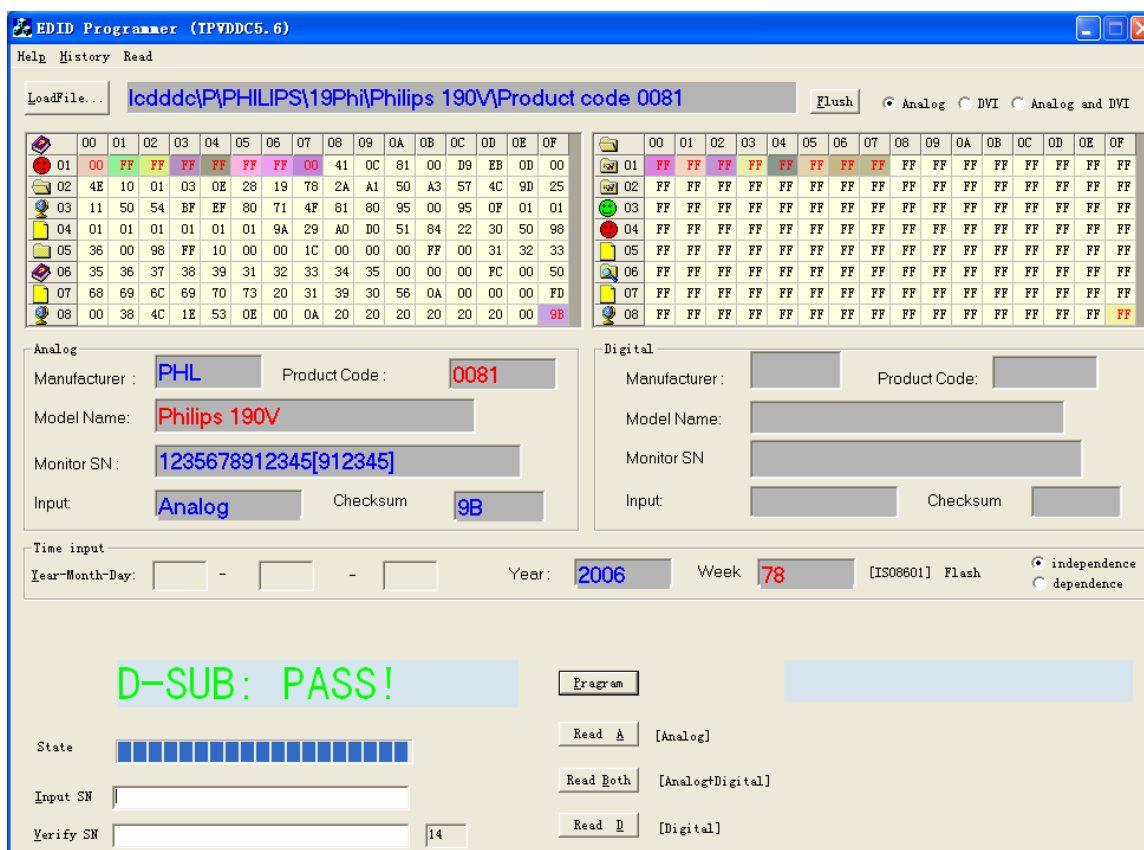 EDID Programmer (TPVDDC5.6)
Help History Read
LoadFile... lcdddc\P\PHILIPS\19Phi\Philips 190V\Product code 0081 Flush Analog DVI Analog and DVI
00 01 02 03 04 05 06 07 08 09 0A 0B 0C 0D 0E 0F
01 00 FF FF FF FF FF FF 00 41 0C 81 00 D9 EB 0D 00
02 4E 10 01 03 0E 28 19 78 2A A1 50 A3 57 4C 9D 25
03 11 50 54 BF EF 80 71 4F 81 80 95 00 95 0F 01 01
04 01 01 01 01 01 01 9A 29 A0 D0 51 84 22 30 50 98
05 36 00 98 FF 10 00 00 1C 00 00 00 FF 00 31 32 33
06 35 36 37 38 39 31 32 33 34 35 00 00 00 FC 00 50
07 68 69 6C 69 70 73 20 31 39 30 56 0A 00 00 00 FD
08 00 38 4C 1E 53 0E 00 0A 20 20 20 20 20 20 00 9B
00 01 02 03 04 05 06 07 08 09 0A 0B 0C 0D 0E 0F
01 FF FF FF FF FF FF FF FF FF FF FF FF FF FF FF FF
02 FF FF FF FF FF FF FF FF FF FF FF FF FF FF FF FF
03 FF FF FF FF FF FF FF FF FF FF FF FF FF FF FF FF
04 FF FF FF FF FF FF FF FF FF FF FF FF FF FF FF FF
05 FF FF FF FF FF FF FF FF FF FF FF FF FF FF FF FF
06 FF FF FF FF FF FF FF FF FF FF FF FF FF FF FF FF
07 FF FF FF FF FF FF FF FF FF FF FF FF FF FF FF FF
08 FF FF FF FF FF FF FF FF FF FF FF FF FF FF FF FF
Analog
Manufacturer : PHL Product Code : 0081
Model Name: Philips 190V
Monitor SN : 1235678912345[912345]
Input: Analog Checksum 9B
Digital
Manufacturer : Product Code:
Model Name:
Monitor SN
Input: Checksum
Time input
Year-Month-Day: - - Year : 2006 Week 78 [ISO8601] Flash independence
dependence
D-SUB: PASS!
Program
State
Read A [Analog]
Input SN
Read Both [Analog+Digital]
Verify SN 14
Read D [Digital]